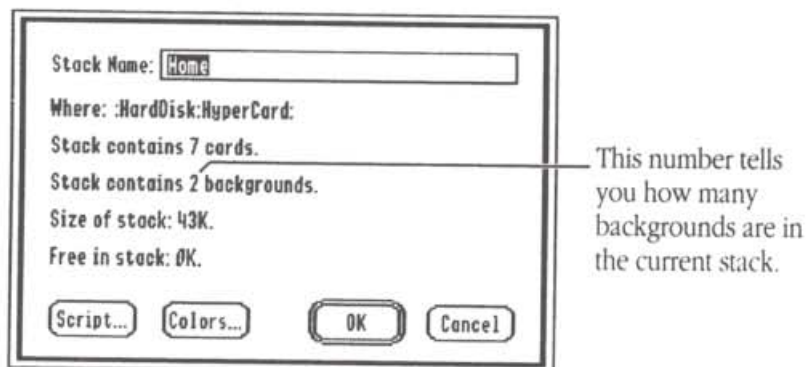 Stack Name: Home
Where: :HardDisk:HyperCard:
Stack contains 7 cards.
Stack contains 2 backgrounds.
Size of stack: 43K.
Free in stack: 0K.
Script... Colors... OK Cancel
This number tells
you how many
backgrounds are in
the current stack.